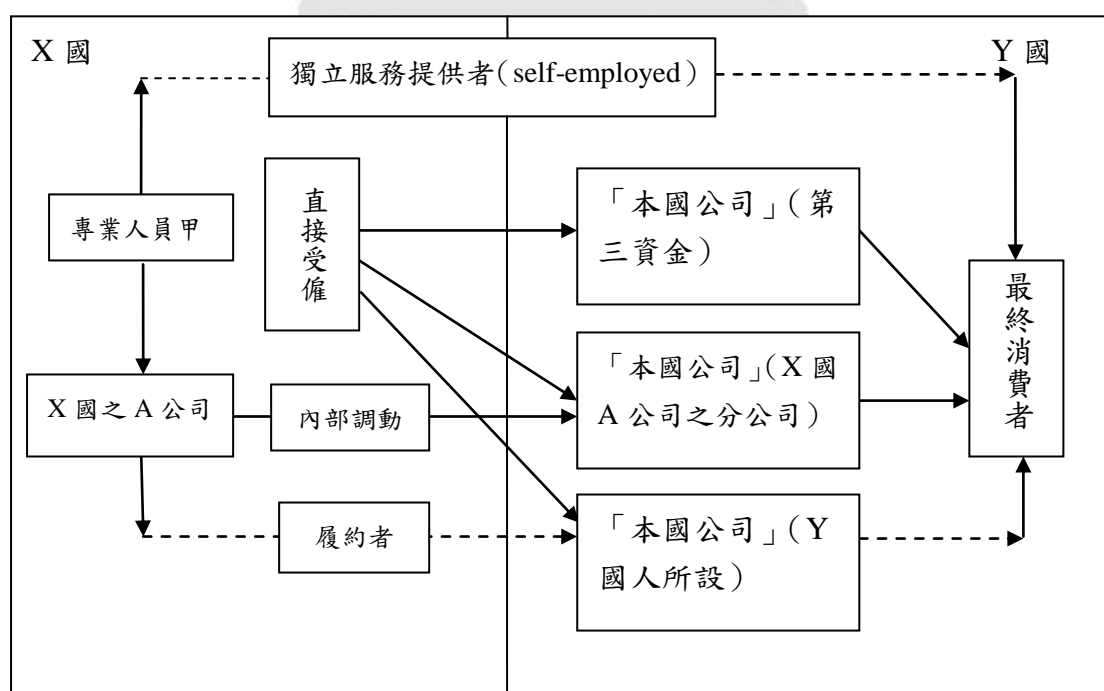 X 國
Y 國
獨立服務提供者(self-employed)
專業人員甲
直
接
受
僱
「本國公司」(第
三資金)
最
終
消
費
者
X 國之 A 公司
內部調動
「本國公司」(X 國
A 公司之分公司)
履約者
「本國公司」(Y
國人所設)